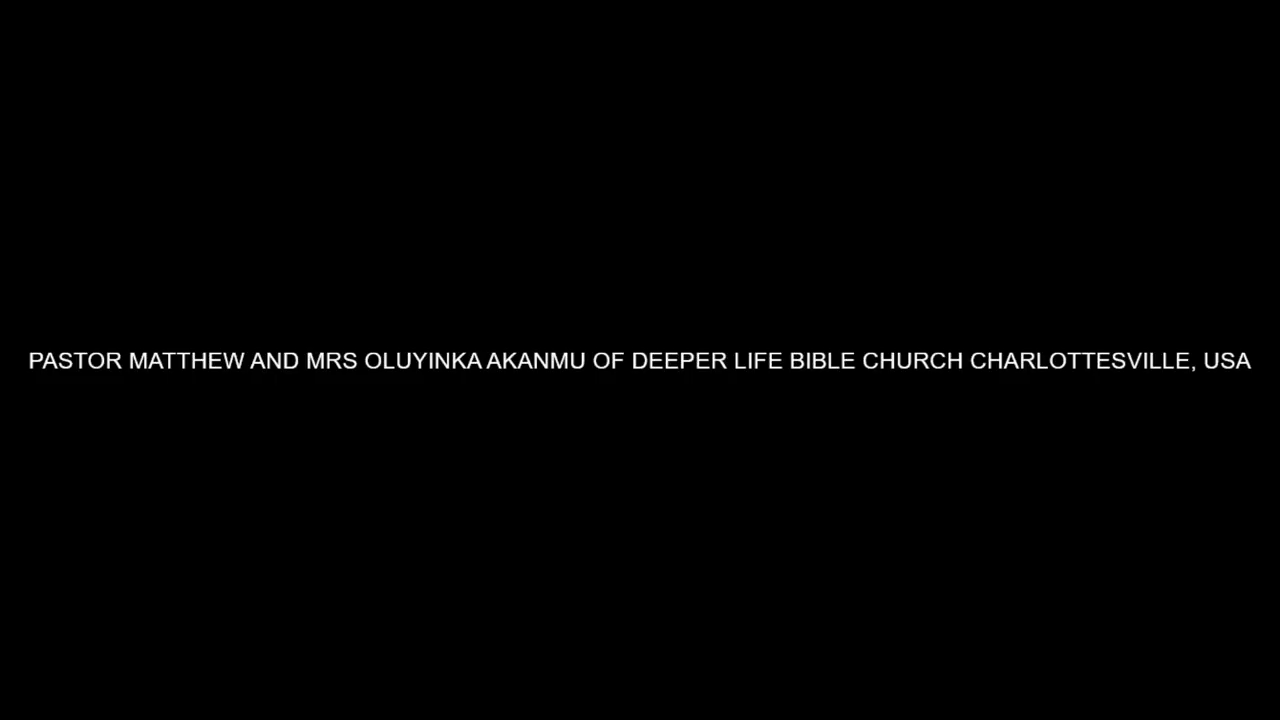 PASTOR MATTHEW AND MRS OLUYINKA AKANMU OF DEEPER LIFE BIBLE CHURCH CHARLOTTESVILLE, USA